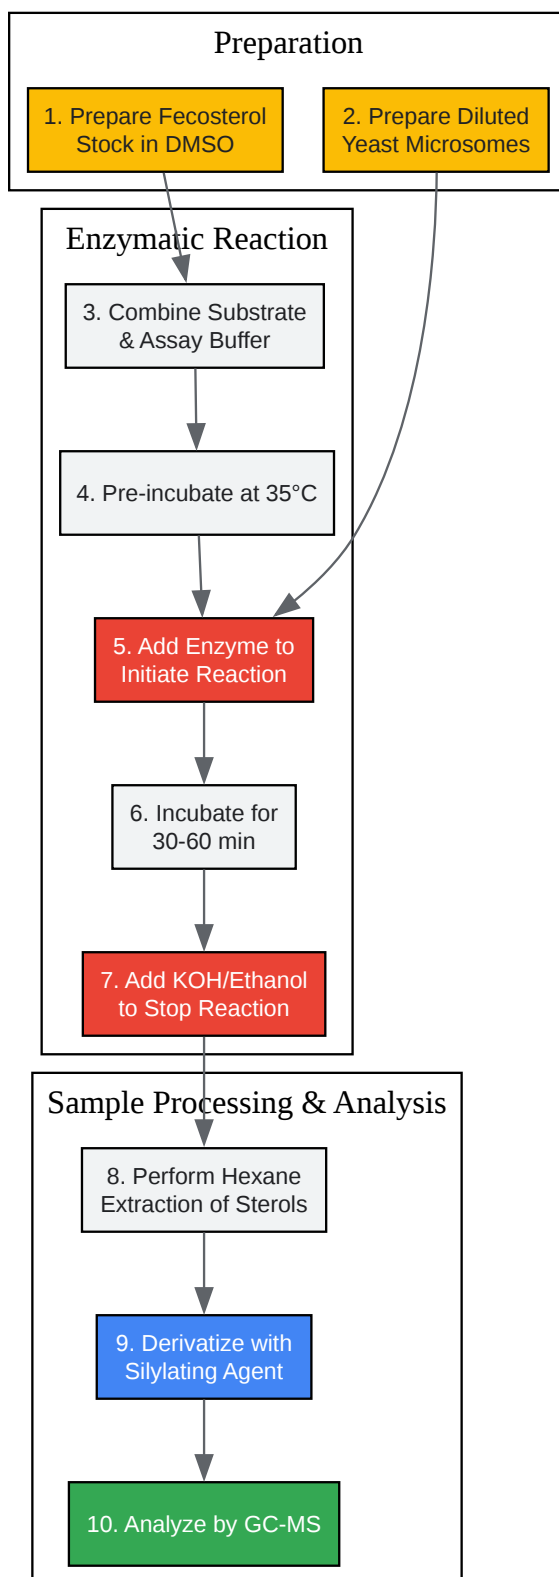 Preparation
1. Prepare Fecosterol
Stock in DMSO
2. Prepare Diluted
Yeast Microsomes
Enzymatic Reaction
3. Combine Substrate
& Assay Buffer
4. Pre-incubate at 35°C
5. Add Enzyme to
Initiate Reaction
6. Incubate for
30-60 min
7. Add KOH/Ethanol
to Stop Reaction
Sample Processing & Analysis
8. Perform Hexane
Extraction of Sterols
9. Derivatize with
Silylating Agent
10. Analyze by GC-MS